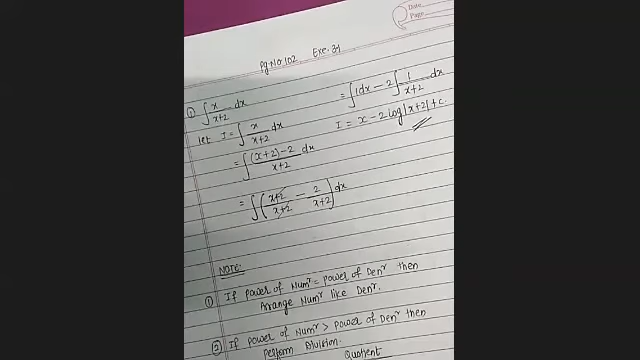 Date
Page
Pg No 102 Exe. 31
① ∫ x/(x+2) dx
let I = ∫ x/(x+2) dx
= ∫ ((x+2)-2)/(x+2) dx
= ∫ ((x+2)/(x+2) - 2/(x+2)) dx
= ∫ 1dx - 2∫ 1/(x+2) dx
I = x - 2 log|x+2| + c.
NOTE:
① If Power of Numʳ = Power of Denʳ then
Arrange Numʳ like Denʳ.
② If Power of Numʳ > Power of Denʳ then
Perform Division.
Quotient